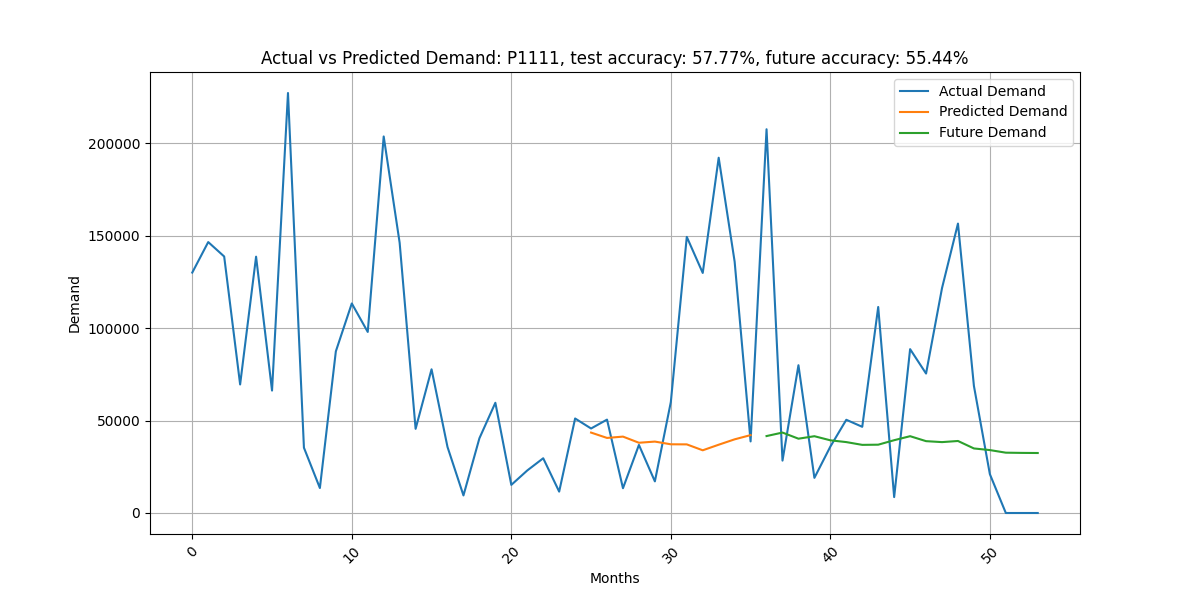 Actual vs Predicted Demand: P1111, test accuracy: 57.77%, future accuracy: 55.44%
Actual Demand
Predicted Demand
Future Demand
200000
150000
100000
50000
0
Demand
0 10 20 30 40 50
Months